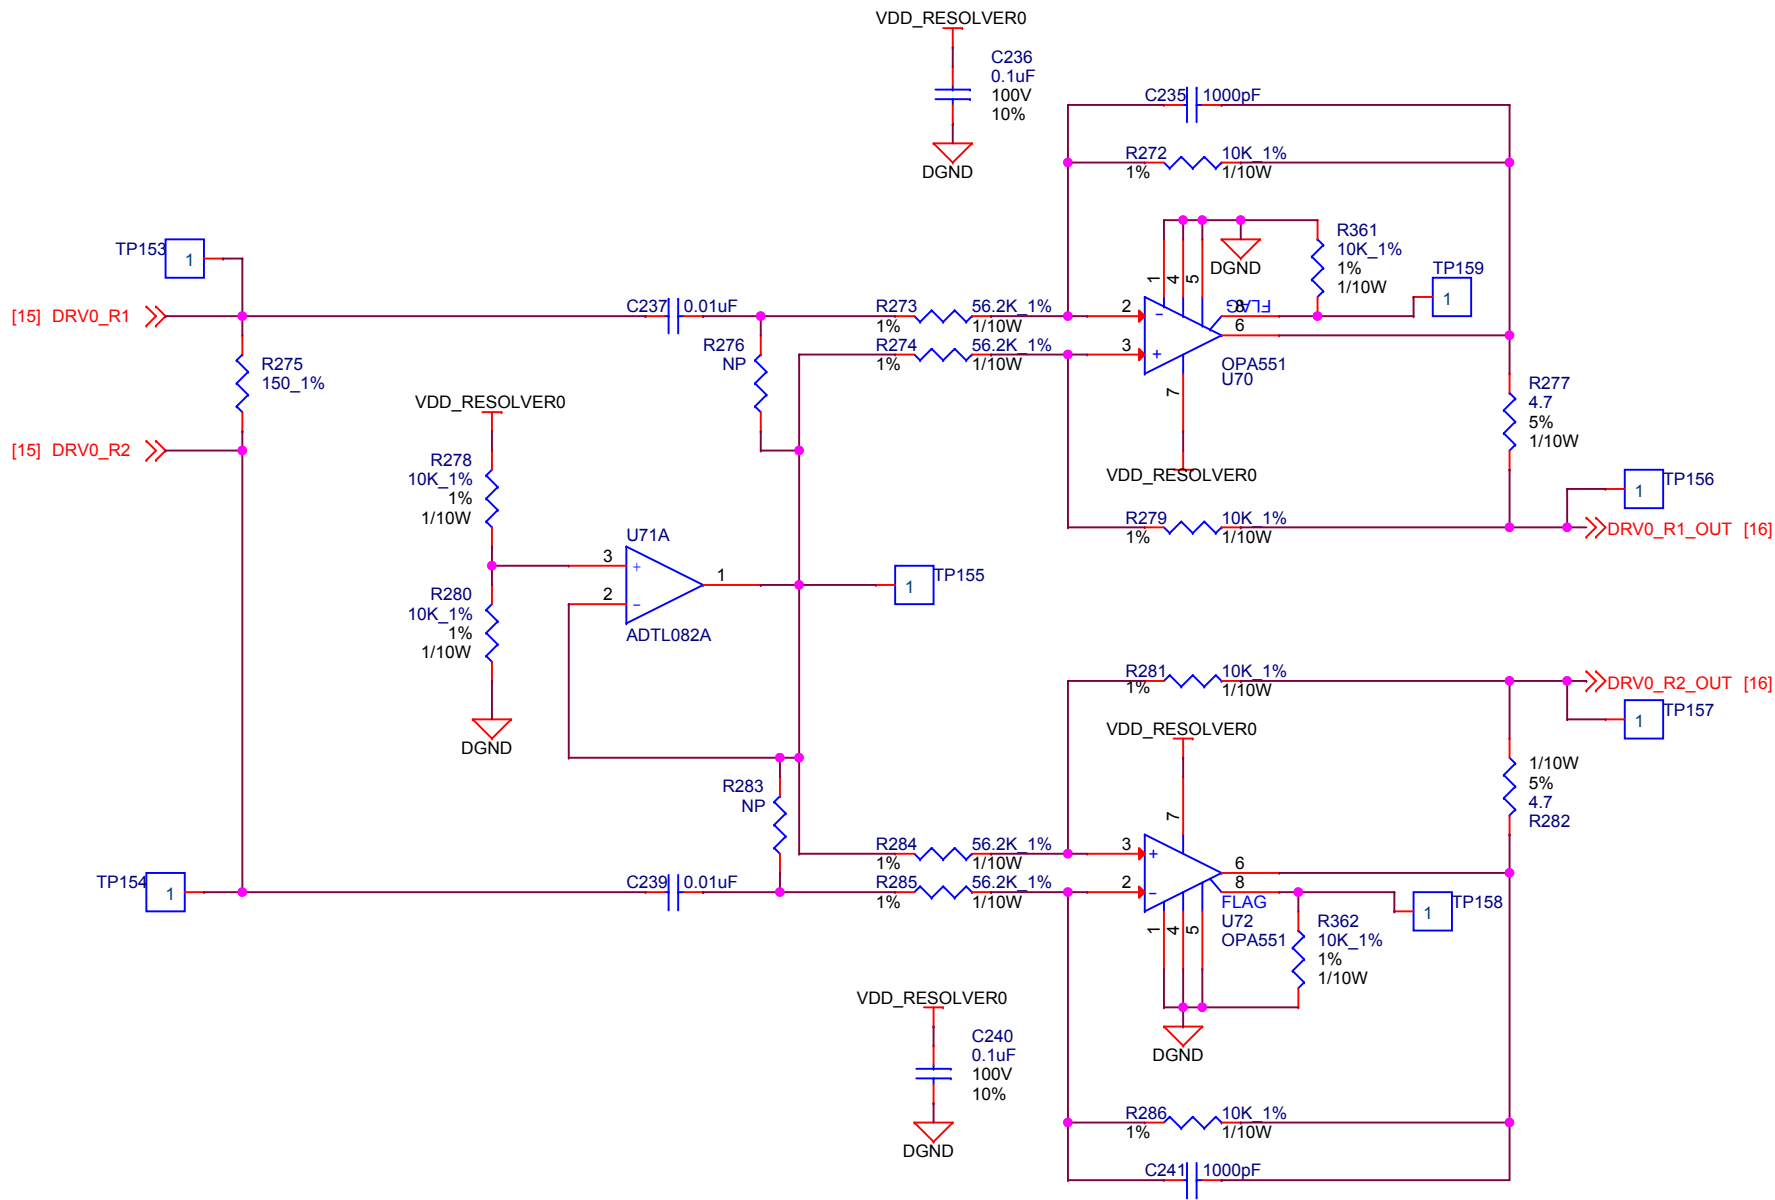 VDD_RESOLVER0
C236
0.1uF
100V
10%
DGND
C235 1000pF
R272 10K_1%
1% 1/10W
TP153
1
[15] DRV0_R1
R275
150_1%
[15] DRV0_R2
C237 0.01uF
R276
NP
R273 56.2K_1%
1% 1/10W
R274 56.2K_1%
1% 1/10W
1
4
5
DGND
R361
10K_1%
1%
1/10W
TP159
1
2
3
−
+
FLAG
8
6
OPA551
U70
7
VDD_RESOLVER0
R277
4.7
5%
1/10W
TP156
1
R279 10K_1%
1% 1/10W
DRV0_R1_OUT [16]
VDD_RESOLVER0
R278
10K_1%
1%
1/10W
R280
10K_1%
1%
1/10W
DGND
U71A
3
+
2
−
1
ADTL082A
1
TP155
R281 10K_1%
1% 1/10W
DRV0_R2_OUT [16]
TP157
1
VDD_RESOLVER0
7
1/10W
5%
4.7
R282
R283
NP
R284 56.2K_1%
1% 1/10W
R285 56.2K_1%
1% 1/10W
TP154
1
C239 0.01uF
3
+
2
−
6
8
FLAG
U72
OPA551
1
4
5
R362
10K_1%
1%
1/10W
TP158
1
DGND
VDD_RESOLVER0
C240
0.1uF
100V
10%
DGND
R286 10K_1%
1% 1/10W
C241 1000pF